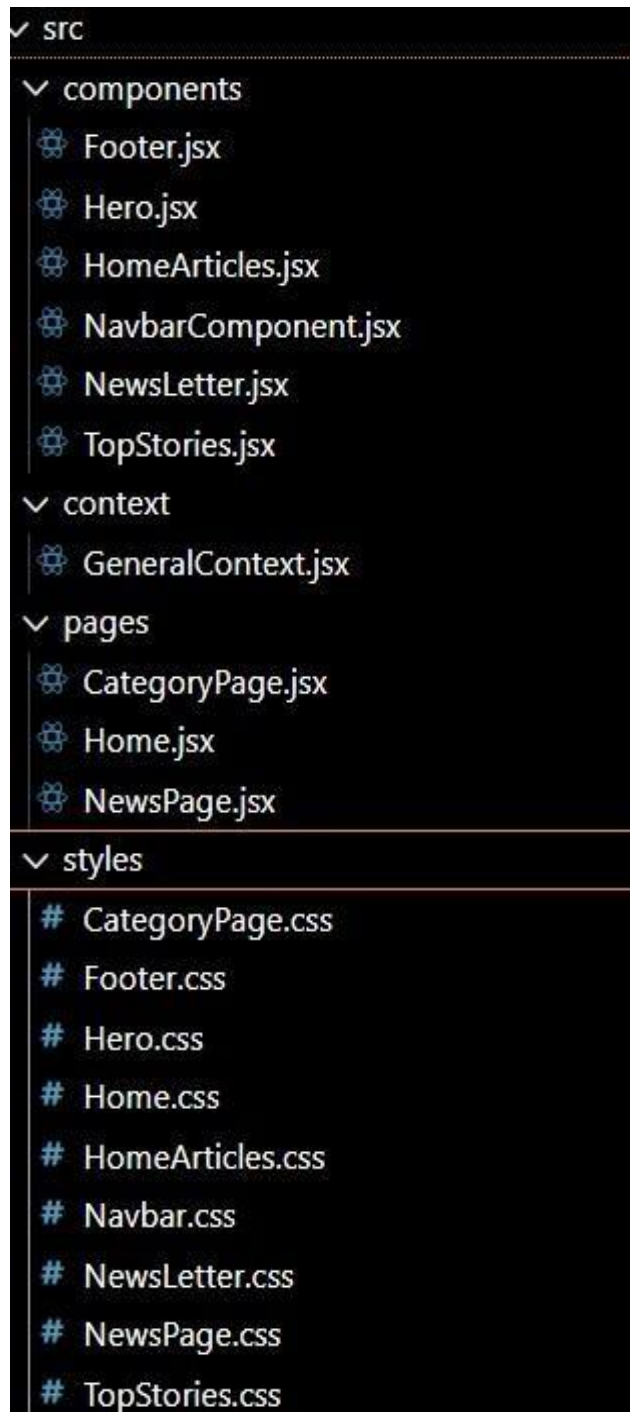 src
components
Footer.jsx
Hero.jsx
HomeArticles.jsx
NavbarComponent.jsx
NewsLetter.jsx
TopStories.jsx
context
GeneralContext.jsx
pages
CategoryPage.jsx
Home.jsx
NewsPage.jsx
styles
# CategoryPage.css
# Footer.css
# Hero.css
# Home.css
# HomeArticles.css
# Navbar.css
# NewsLetter.css
# NewsPage.css
# TopStories.css